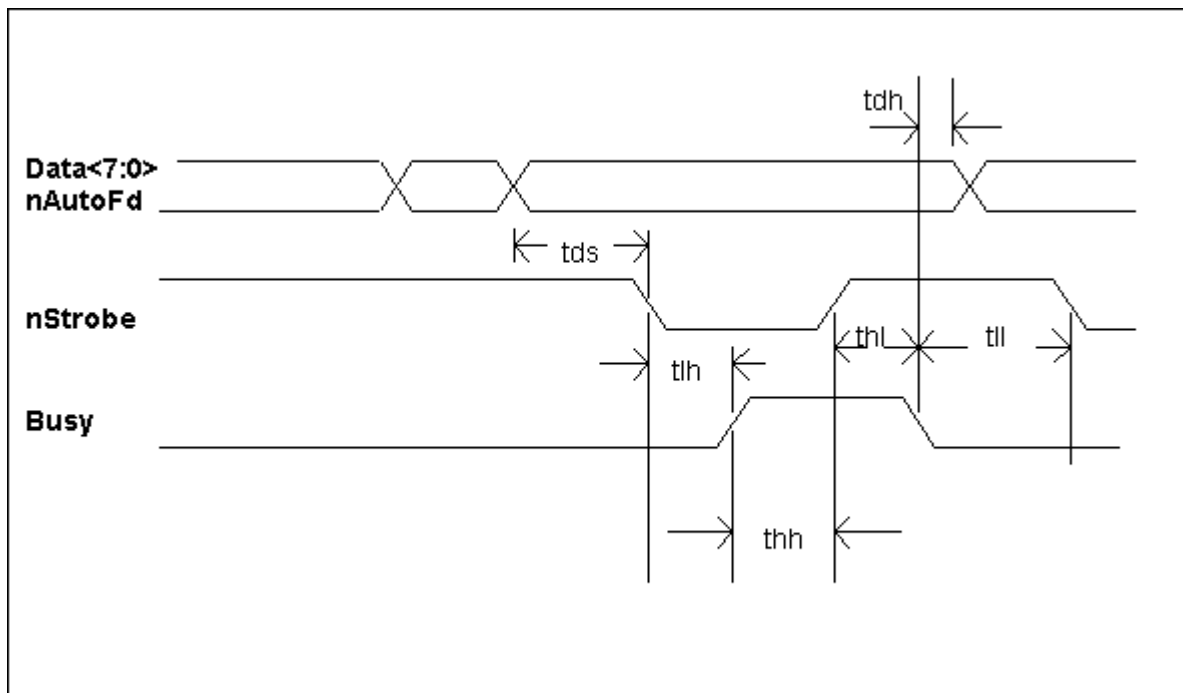 tdh
Data<7:0>
nAutoFd
tds
nStrobe
thl
tll
tlh
Busy
thh